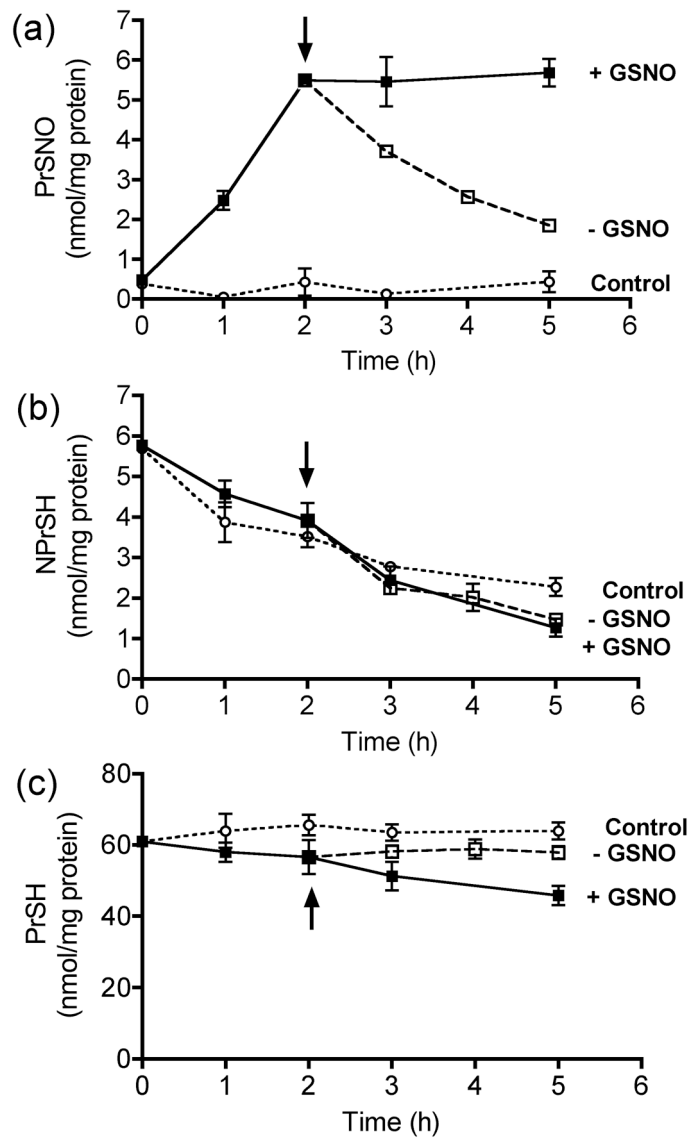 (a)
PrSNO
(nmol/mg protein)
7
6
5
4
3
2
1
0
+ GSNO
- GSNO
Control
0 1 2 3 4 5 6
Time (h)
(b)
NPrSH
(nmol/mg protein)
7
6
5
4
3
2
1
0
Control
- GSNO
+ GSNO
0 1 2 3 4 5 6
Time (h)
(c)
PrSH
(nmol/mg protein)
80
60
40
20
0
Control
- GSNO
+ GSNO
0 1 2 3 4 5 6
Time (h)